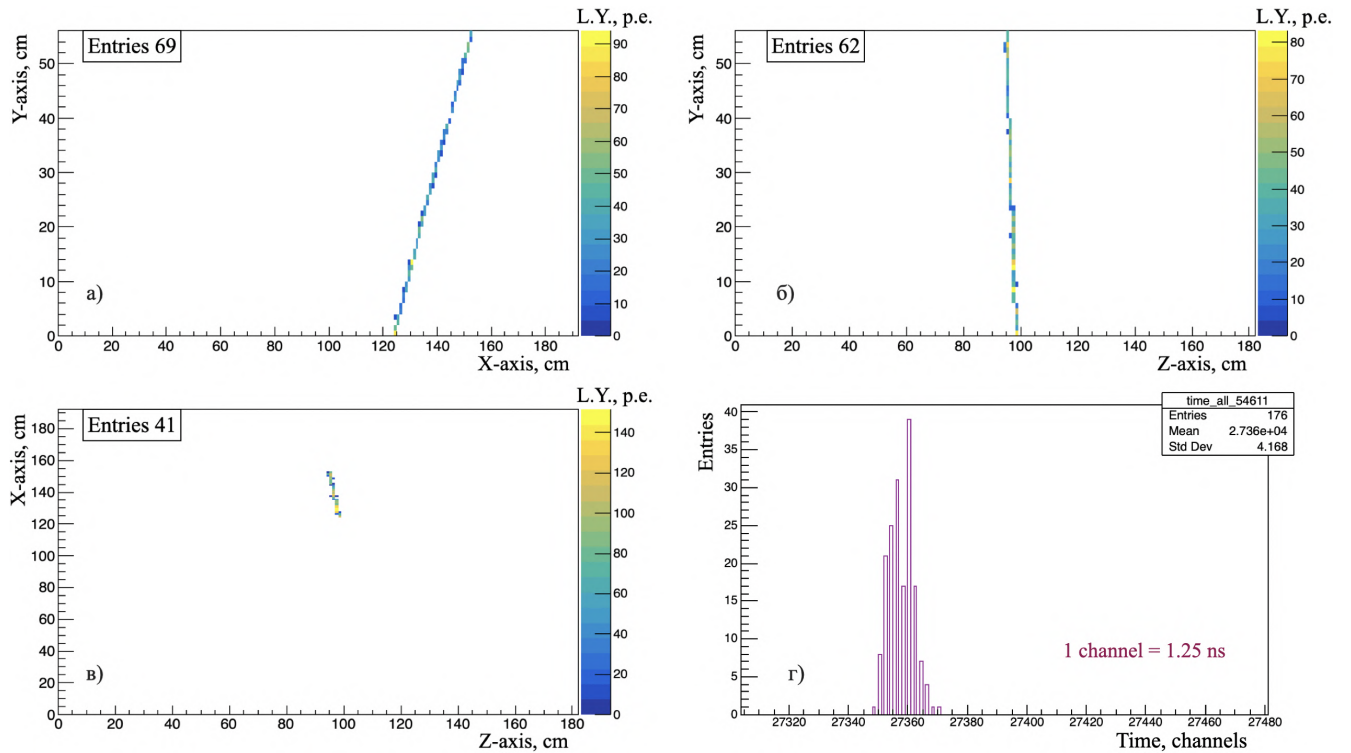 L.Y., p.e.
Entries 69
Y-axis, cm
50
40
30
20
10
0
0 20 40 60 80 100 120 140 160 180
X-axis, cm
90
80
70
60
50
40
30
20
10
0
а)
L.Y., p.e.
Entries 62
Y-axis, cm
50
40
30
20
10
0
0 20 40 60 80 100 120 140 160 180
Z-axis, cm
80
70
60
50
40
30
20
10
0
б)
L.Y., p.e.
Entries 41
X-axis, cm
180
160
140
120
100
80
60
40
20
0
0 20 40 60 80 100 120 140 160 180
Z-axis, cm
140
120
100
80
60
40
20
0
в)
time_all_54611
Entries 176
Mean 2.736e+04
Std Dev 4.168
Entries
40
35
30
25
20
15
10
5
0
27320 27340 27360 27380 27400 27420 27440 27460 27480
Time, channels
1 channel = 1.25 ns
г)